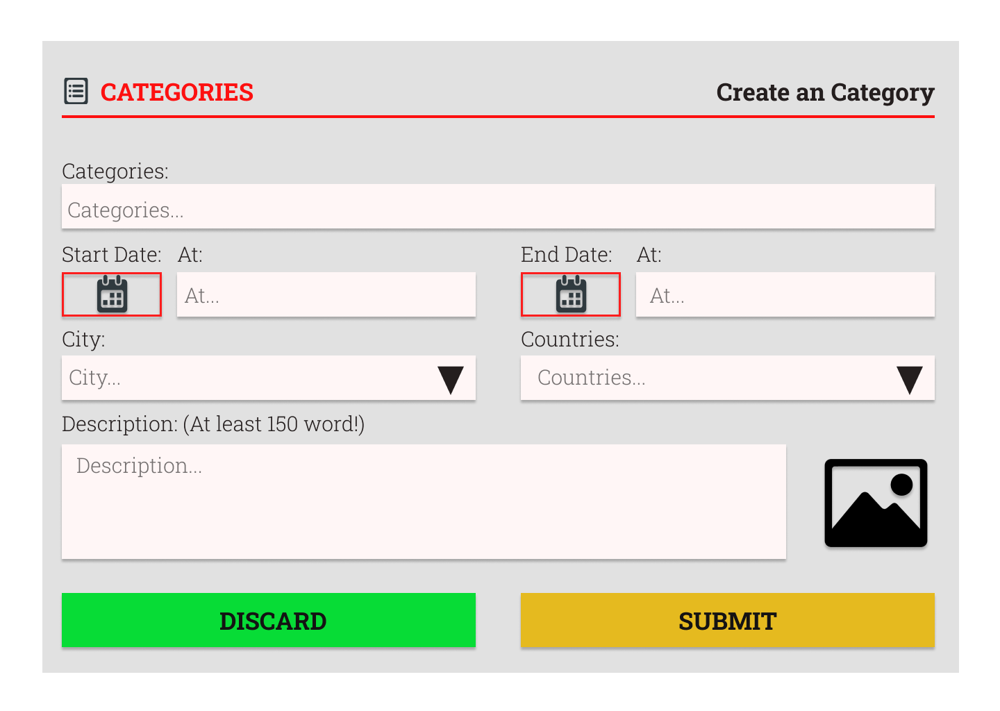 CATEGORIES
Create an Category
Categories:
Categories...
Start Date: At:
End Date: At:
At...
At...
City:
Countries:
City...
Countries...
Description: (At least 150 word!)
Description...
DISCARD
SUBMIT